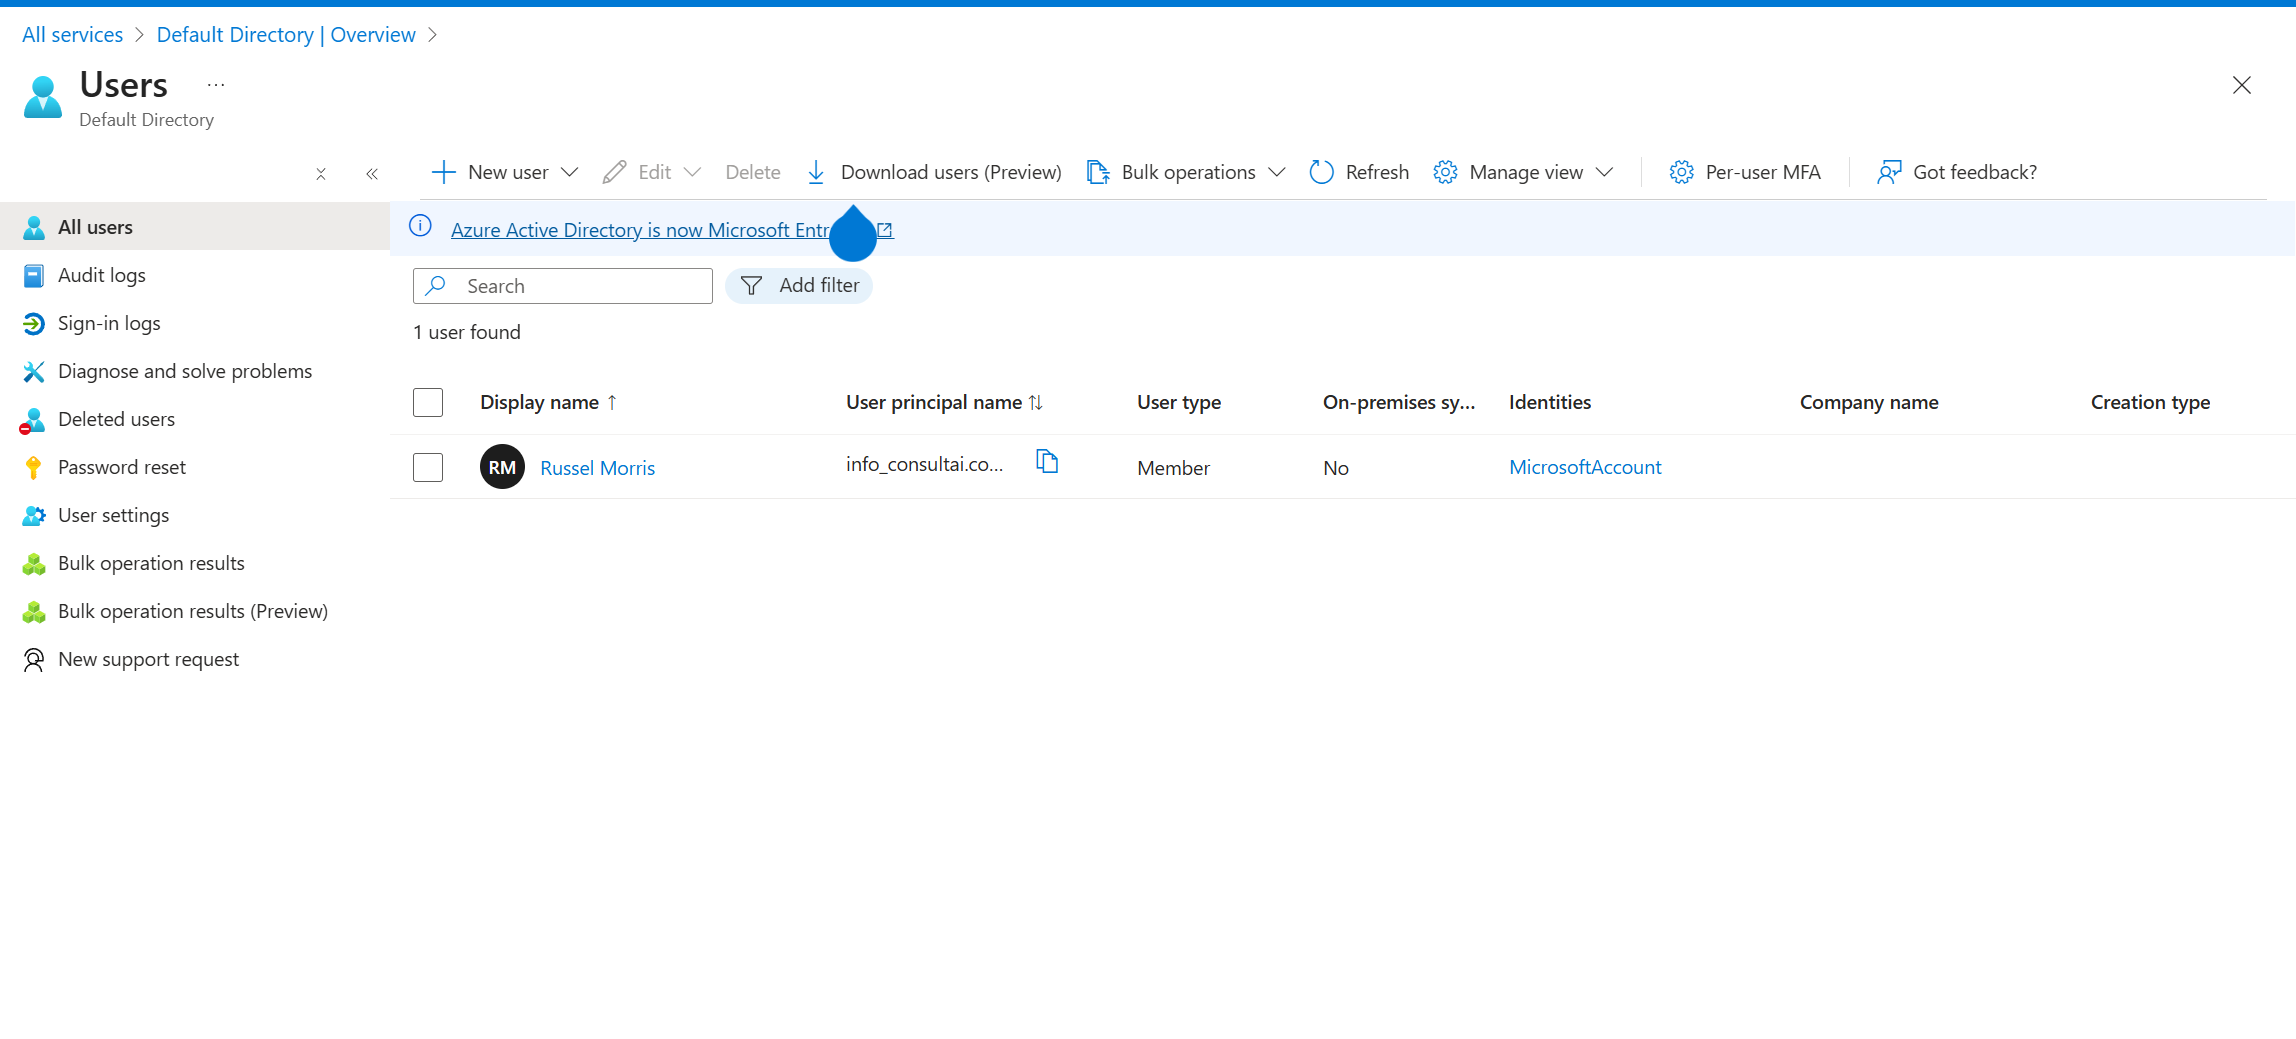 All services > Default Directory | Overview >
Users ...
Default Directory
New user Edit Delete Download users (Preview) Bulk operations Refresh Manage view Per-user MFA Got feedback?
All users
Audit logs
Sign-in logs
Diagnose and solve problems
Deleted users
Password reset
User settings
Bulk operation results
Bulk operation results (Preview)
New support request
Azure Active Directory is now Microsoft
Search Add filter
1 user found
Display name ↑ User principal name ↑↓ User type On-premises sy... Identities Company name Creation type
RM Russel Morris info_consultai.co... Member No MicrosoftAccount